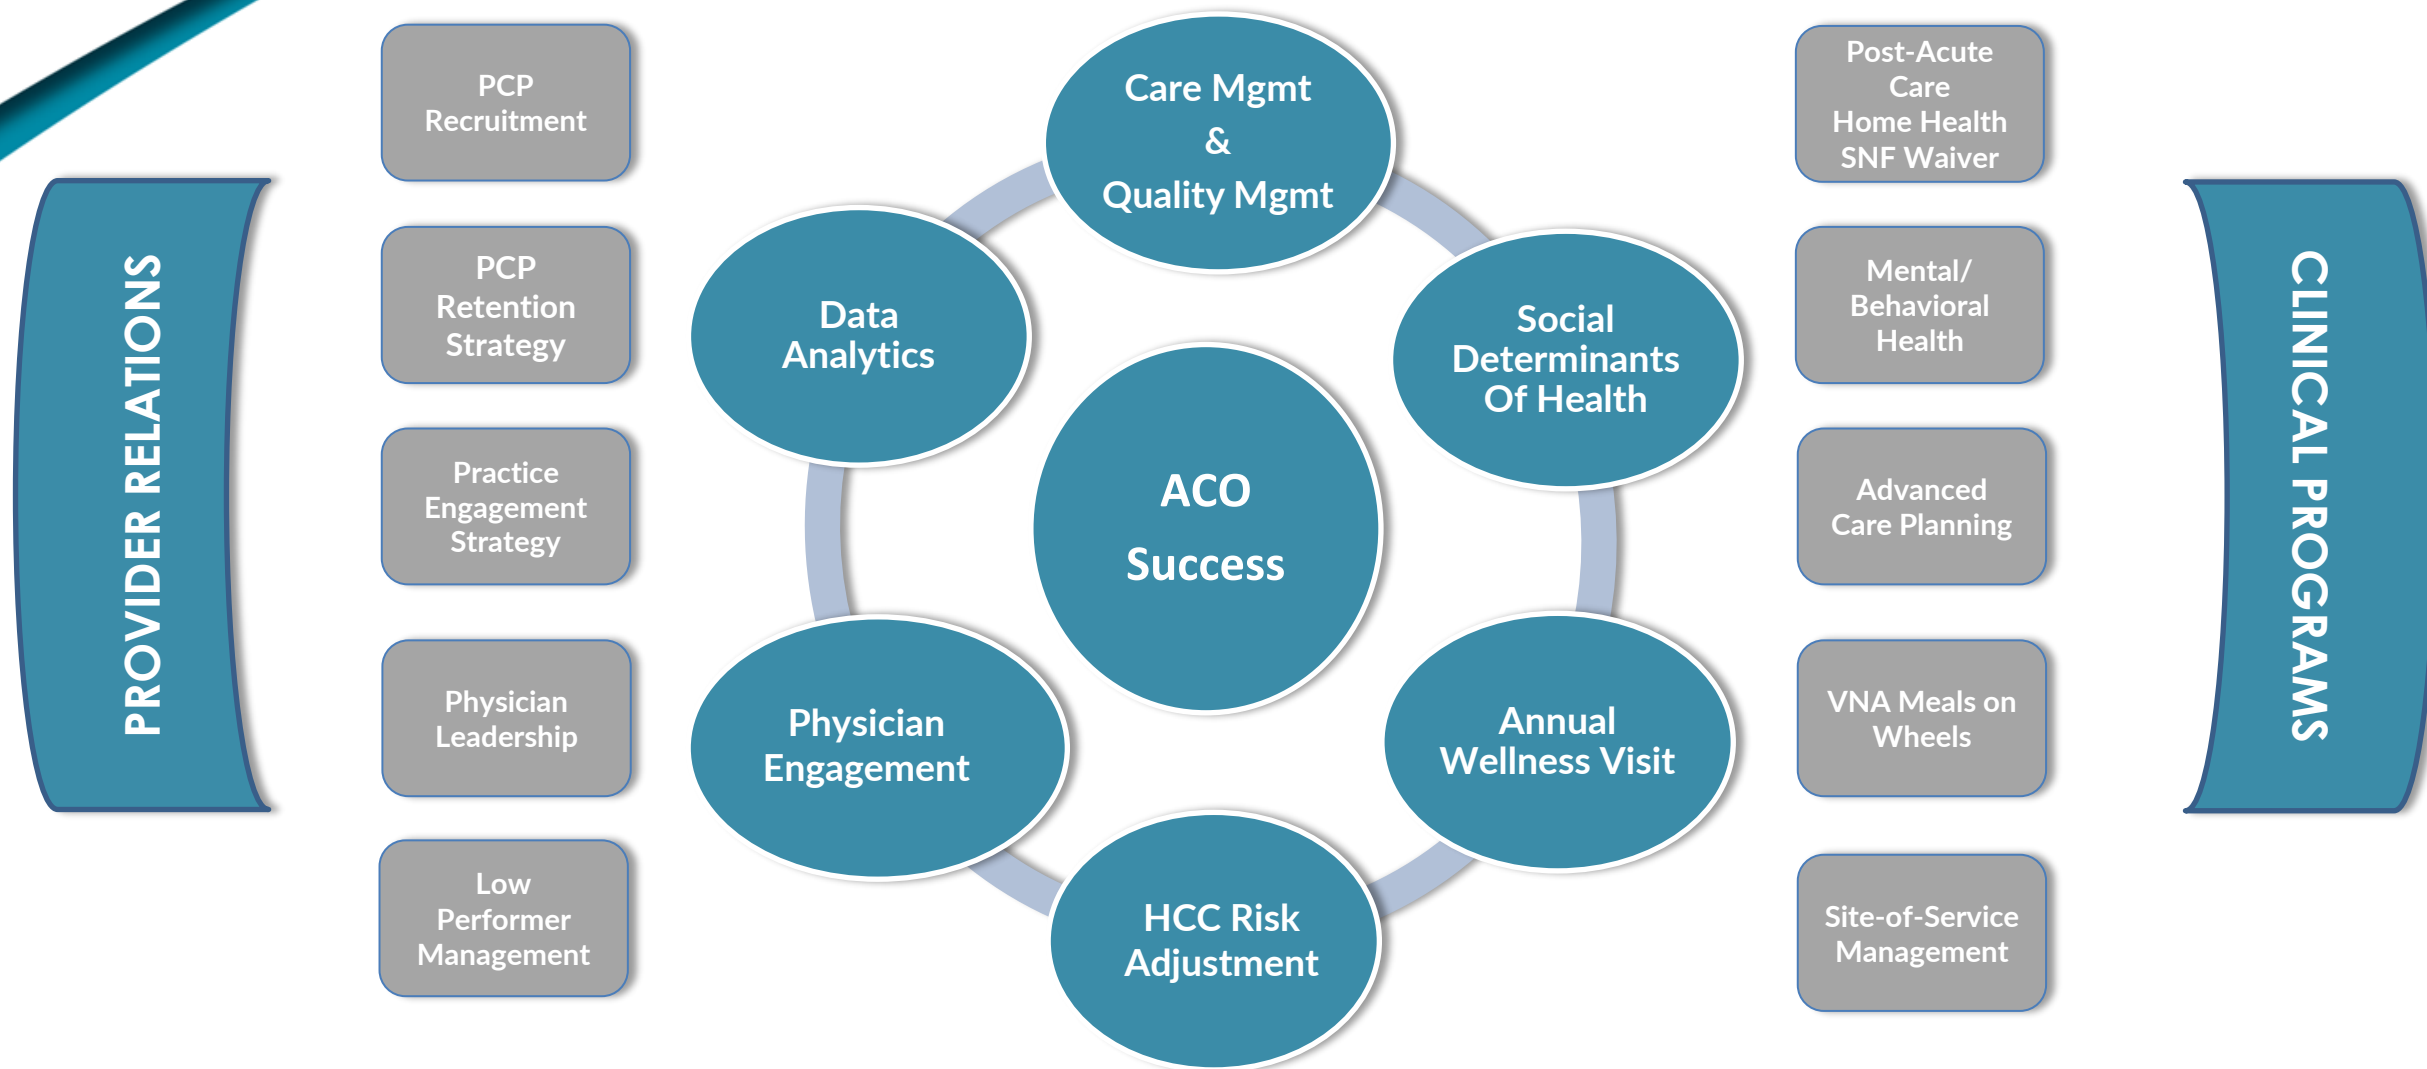 PROVIDER RELATIONS
PCP
Recruitment
PCP
Retention
Strategy
Practice
Engagement
Strategy
Physician
Leadership
Low
Performer
Management
Care Mgmt
&
Quality Mgmt
Data
Analytics
Social
Determinants
Of Health
ACO
Success
Physician
Engagement
Annual
Wellness Visit
HCC Risk
Adjustment
Post-Acute
Care
Home Health
SNF Waiver
Mental/
Behavioral
Health
Advanced
Care Planning
VNA Meals on
Wheels
Site-of-Service
Management
CLINICAL PROGRAMS